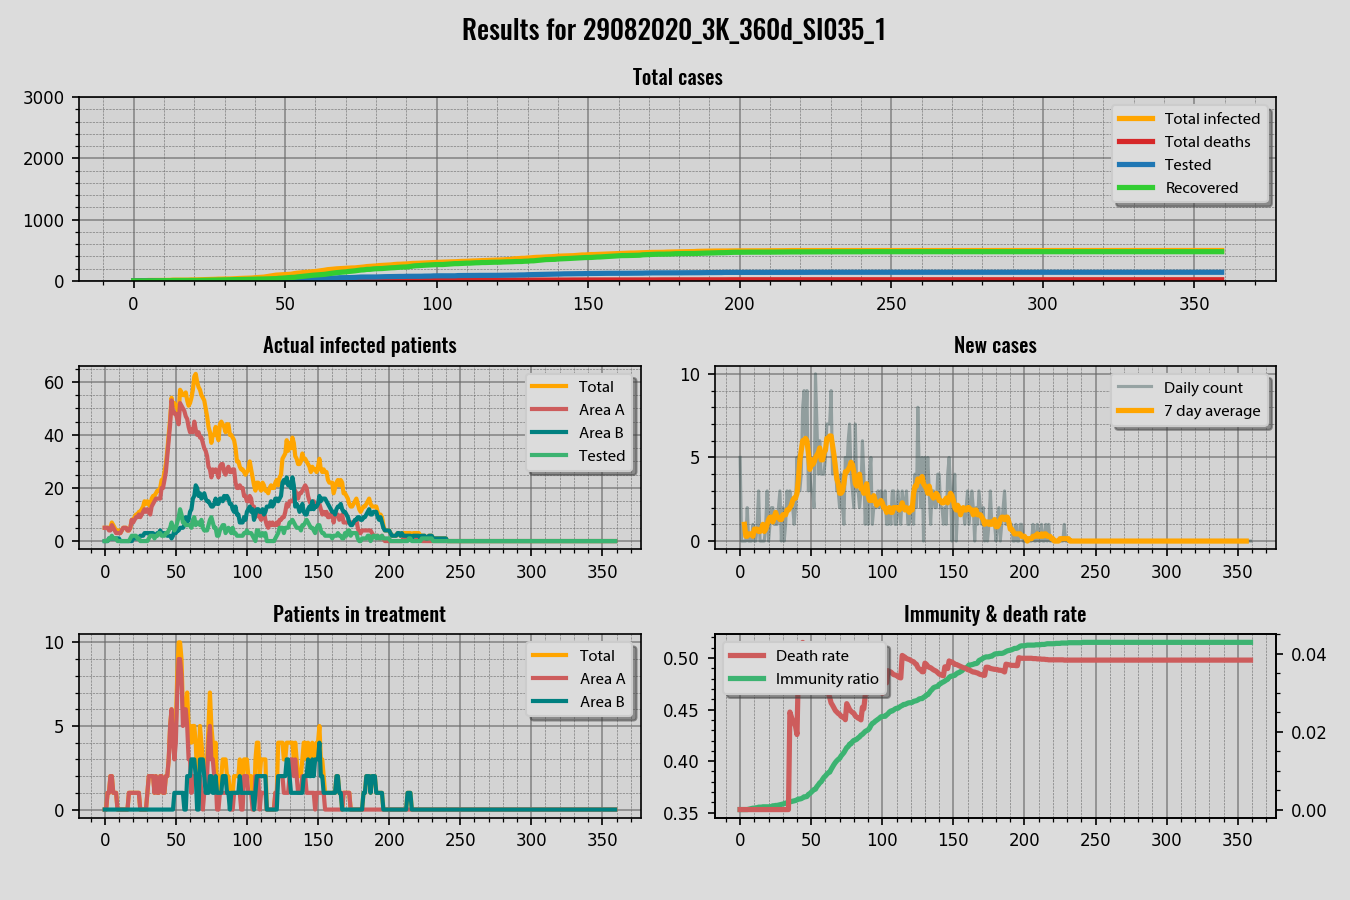 Results for 29082020_3K_360d_SI035_1
Total cases
3000
2000
1000
0
0 50 100 150 200 250 300 350
Total infected
Total deaths
Tested
Recovered
Actual infected patients
60
40
20
0
0 50 100 150 200 250 300 350
Total
Area A
Area B
Tested
New cases
10
5
0
0 50 100 150 200 250 300 350
Daily count
7 day average
Patients in treatment
10
5
0
0 50 100 150 200 250 300 350
Total
Area A
Area B
Immunity & death rate
0.50
0.45
0.40
0.35
0 50 100 150 200 250 300 350
0.04
0.02
0.00
Death rate
Immunity ratio